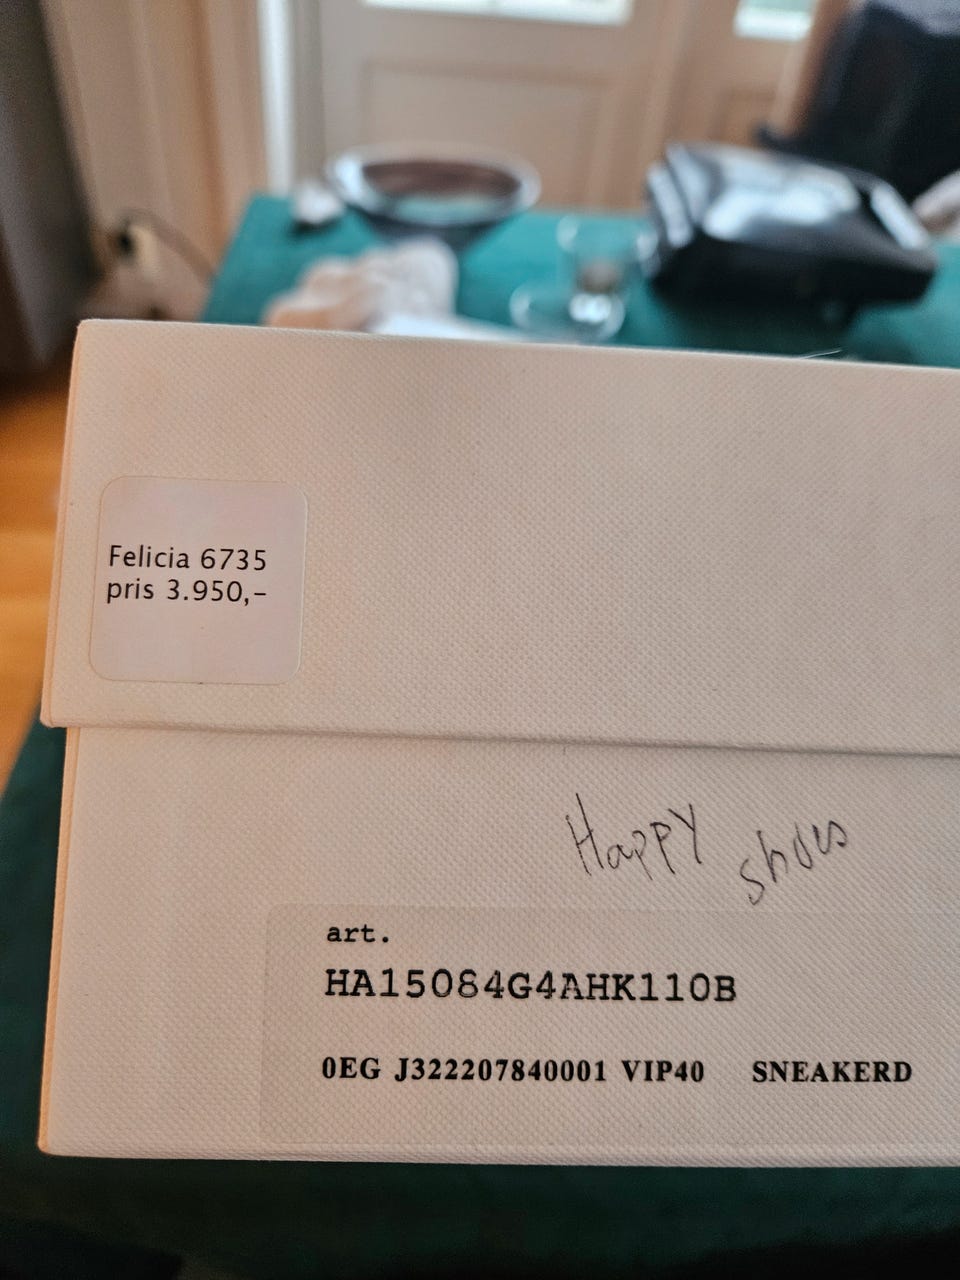 Felicia 6735
pris 3.950,-
Happy shoes
art.
HA15084G4AHK110B
0EG J322207840001 VIP40 SNEAKERD